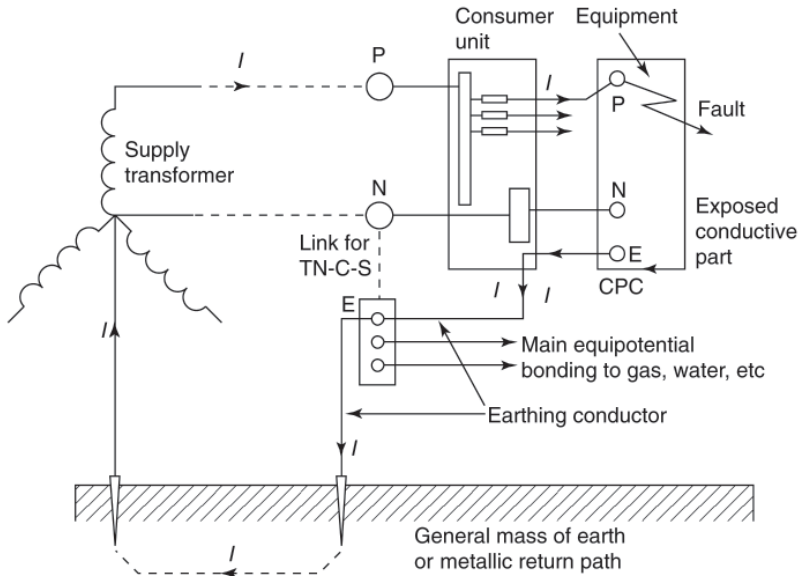 Consumer
unit
Equipment
I
P
I
P
Fault
Supply
transformer
N
N
Link for
TN-C-S
Exposed
conductive
part
E
CPC
I
I
E
I
Main equipotential
bonding to gas, water, etc
Earthing conductor
I
General mass of earth
or metallic return path
I